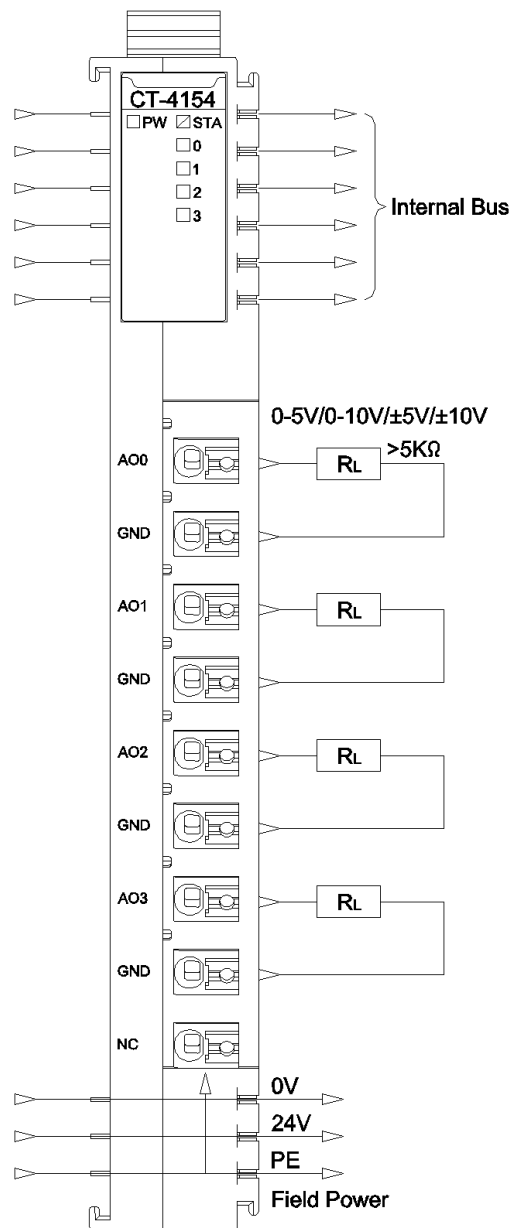 CT-4154
PW STA
0
1
2
3
Internal Bus
0-5V/0-10V/±5V/±10V
AO0 RL >5KΩ
GND
AO1 RL
GND
AO2 RL
GND
AO3 RL
GND
NC
0V
24V
PE
Field Power